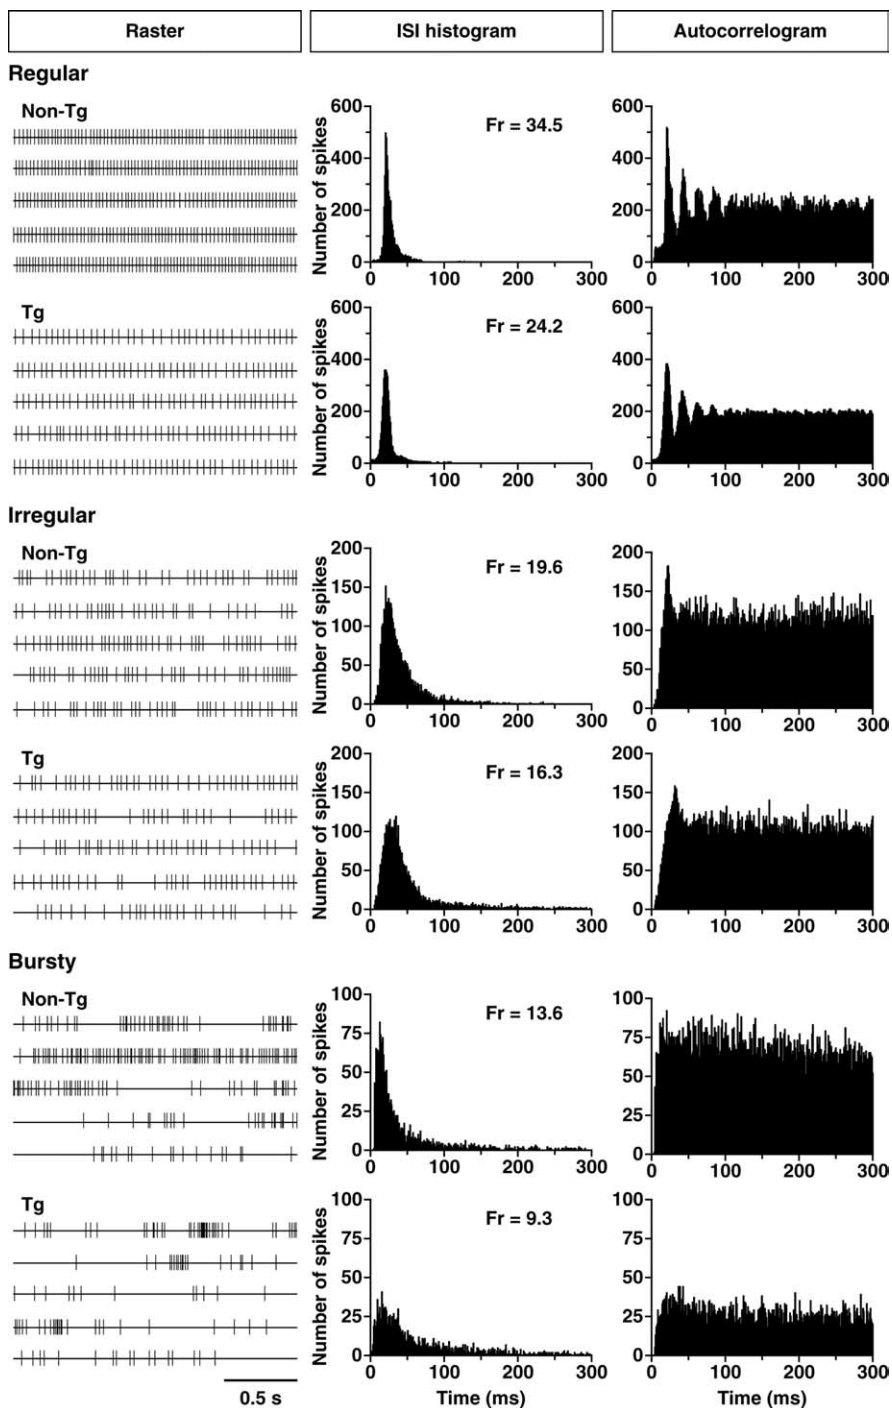 Raster ISI histogram Autocorrelogram
Regular
Non-Tg
Number of spikes
600
400
200
0
0 100 200 300
Fr = 34.5
600
400
200
0
0 100 200 300
Tg
Number of spikes
600
400
200
0
0 100 200 300
Fr = 24.2
600
400
200
0
0 100 200 300
Irregular
Non-Tg
Number of spikes
200
150
100
50
0
0 100 200 300
Fr = 19.6
200
150
100
50
0
0 100 200 300
Tg
Number of spikes
200
150
100
50
0
0 100 200 300
Fr = 16.3
200
150
100
50
0
0 100 200 300
Bursty
Non-Tg
Number of spikes
100
75
50
25
0
0 100 200 300
Fr = 13.6
100
75
50
25
0
0 100 200 300
Tg
Number of spikes
100
75
50
25
0
0 100 200 300
Fr = 9.3
100
75
50
25
0
0 100 200 300
0.5 s
Time (ms)
Time (ms)